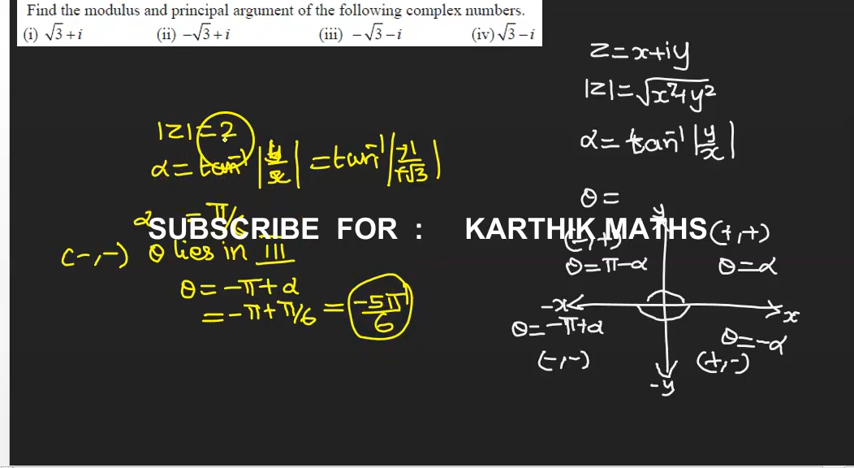 Find the modulus and principal argument of the following complex numbers.
(i) √3 + i (ii) −√3 + i (iii) −√3 − i (iv) √3 − i
z = x+iy
|z| = √x²+y²
α = tan⁻¹|y/x|
θ =
|z| = 2
α = tan⁻¹|y/x| = tan⁻¹|-1/-√3|
α = π/6
SUBSCRIBE FOR : KARTHIK MATHS
(-,-) θ lies in III
θ = -π+α
= -π+π/6 = -5π/6
y
(-,+) (+,+)
θ=π-α θ=α
-x x
θ=-π+α θ=-α
(-,-) (+,-)
-y